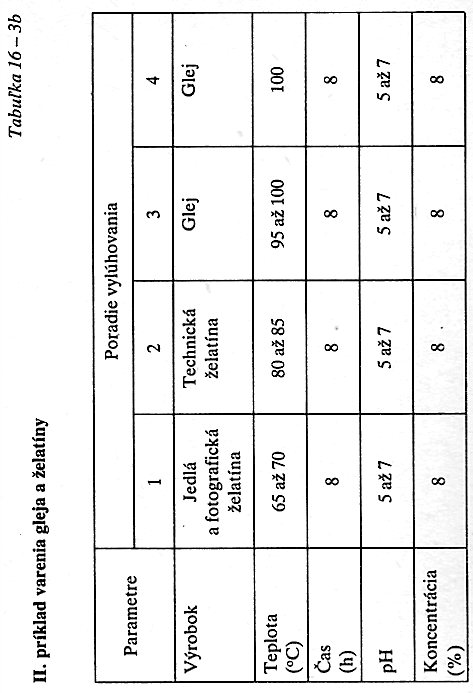 Tabuľka 16 – 3b
II. príklad varenia gleja a želatíny
Parametre
Poradie vylúhovania
1 2 3 4
Výrobok
Jedlá
a fotografická
želatína
Technická
želatína
Glej
Glej
Teplota
(°C)
65 až 70
80 až 85
95 až 100
100
Čas
(h)
8 8 8 8
pH
5 až 7
5 až 7
5 až 7
5 až 7
Koncentrácia
(%)
8 8 8 8